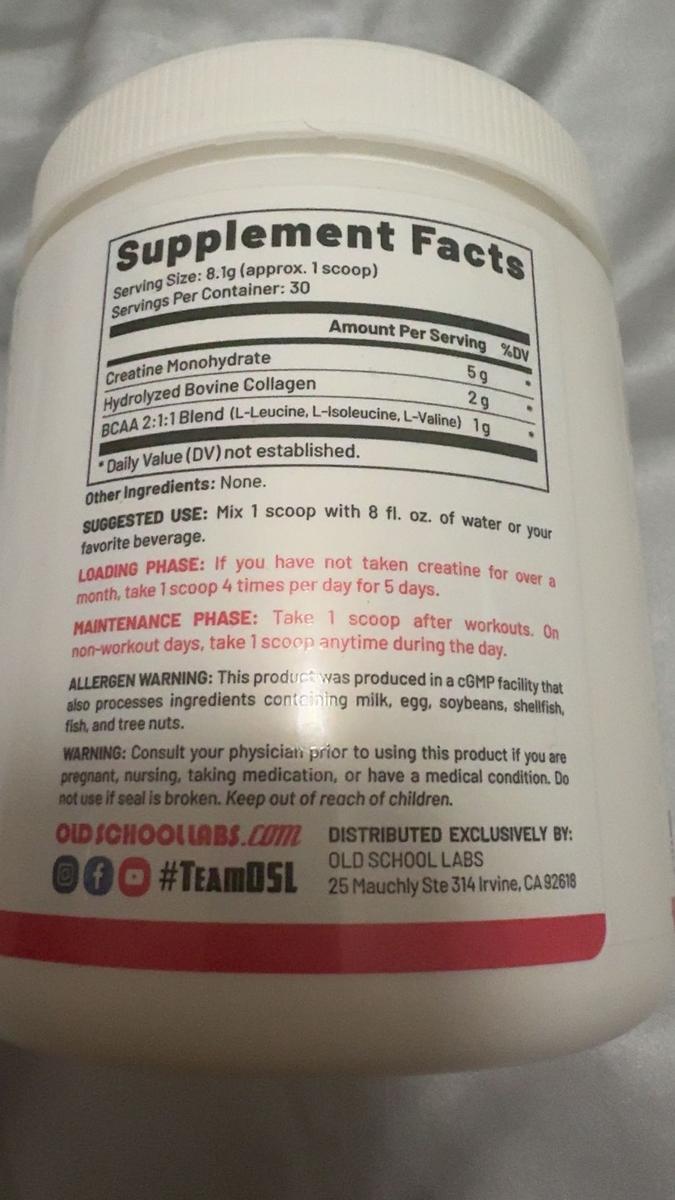 Supplement Facts
Serving Size: 8.1g (approx. 1 scoop)
Servings Per Container: 30
Amount Per Serving %DV
Creatine Monohydrate 5 g *
Hydrolyzed Bovine Collagen 2 g *
BCAA 2:1:1 Blend (L-Leucine, L-Isoleucine, L-Valine) 1 g *
* Daily Value (DV) not established.
Other Ingredients: None.
SUGGESTED USE: Mix 1 scoop with 8 fl. oz. of water or your
favorite beverage.
LOADING PHASE: If you have not taken creatine for over a
month, take 1 scoop 4 times per day for 5 days.
MAINTENANCE PHASE: Take 1 scoop after workouts. On
non-workout days, take 1 scoop anytime during the day.
ALLERGEN WARNING: This product was produced in a cGMP facility that
also processes ingredients containing milk, egg, soybeans, shellfish,
fish, and tree nuts.
WARNING: Consult your physician prior to using this product if you are
pregnant, nursing, taking medication, or have a medical condition. Do
not use if seal is broken. Keep out of reach of children.
OLD SCHOOL LABS.com
#TEAMOSL
DISTRIBUTED EXCLUSIVELY BY:
OLD SCHOOL LABS
25 Mauchly Ste 314 Irvine, CA 92618